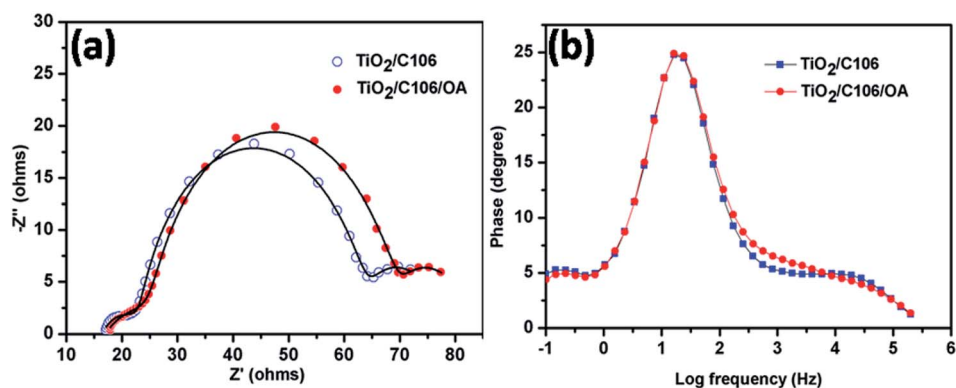 (a)
TiO₂/C106
TiO₂/C106/OA
-Z" (ohms)
30
25
20
15
10
5
0
10 20 30 40 50 60 70 80
Z' (ohms)
(b)
TiO₂/C106
TiO₂/C106/OA
Phase (degree)
25
20
15
10
5
0
-1 0 1 2 3 4 5 6
Log frequency (Hz)